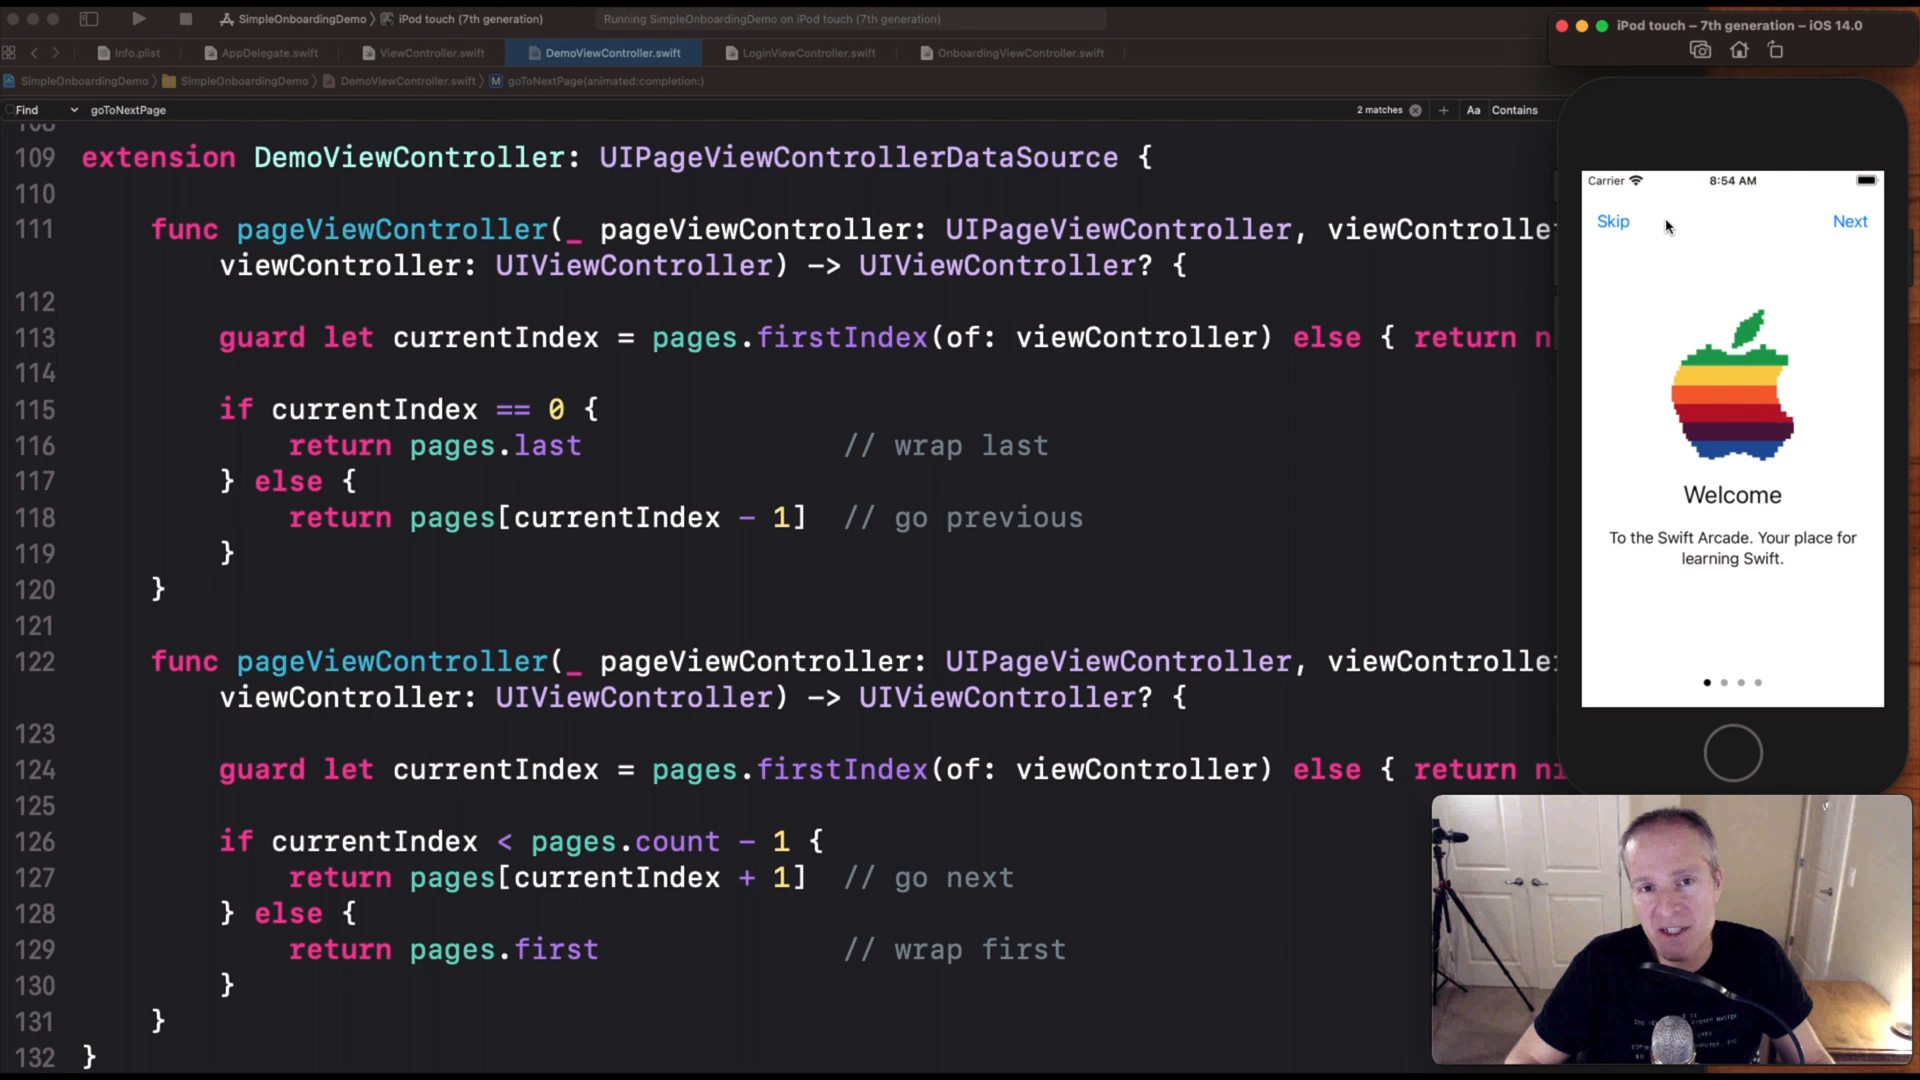 SimpleOnboardingDemo 〉 iPod touch (7th generation)
Running SimpleOnboardingDemo on iPod touch (7th generation)
iPod touch – 7th generation – iOS 14.0
Info.plist
AppDelegate.swift
ViewController.swift
DemoViewController.swift
LoginViewController.swift
OnboardingViewController.swift
SimpleOnboardingDemo 〉 SimpleOnboardingDemo 〉 DemoViewController.swift 〉 M goToNextPage(animated:completion:)
Find goToNextPage 2 matches + Aa Contains
108
109 extension DemoViewController: UIPageViewControllerDataSource {
110
111 func pageViewController(_ pageViewController: UIPageViewController, viewController
viewController: UIViewController) -> UIViewController? {
112
113 guard let currentIndex = pages.firstIndex(of: viewController) else { return n
114
115 if currentIndex == 0 {
116 return pages.last // wrap last
117 } else {
118 return pages[currentIndex - 1] // go previous
119 }
120 }
121
122 func pageViewController(_ pageViewController: UIPageViewController, viewController
viewController: UIViewController) -> UIViewController? {
123
124 guard let currentIndex = pages.firstIndex(of: viewController) else { return ni
125
126 if currentIndex < pages.count - 1 {
127 return pages[currentIndex + 1] // go next
128 } else {
129 return pages.first // wrap first
130 }
131 }
132 }
Carrier 8:54 AM
Skip Next
Welcome
To the Swift Arcade. Your place for
learning Swift.